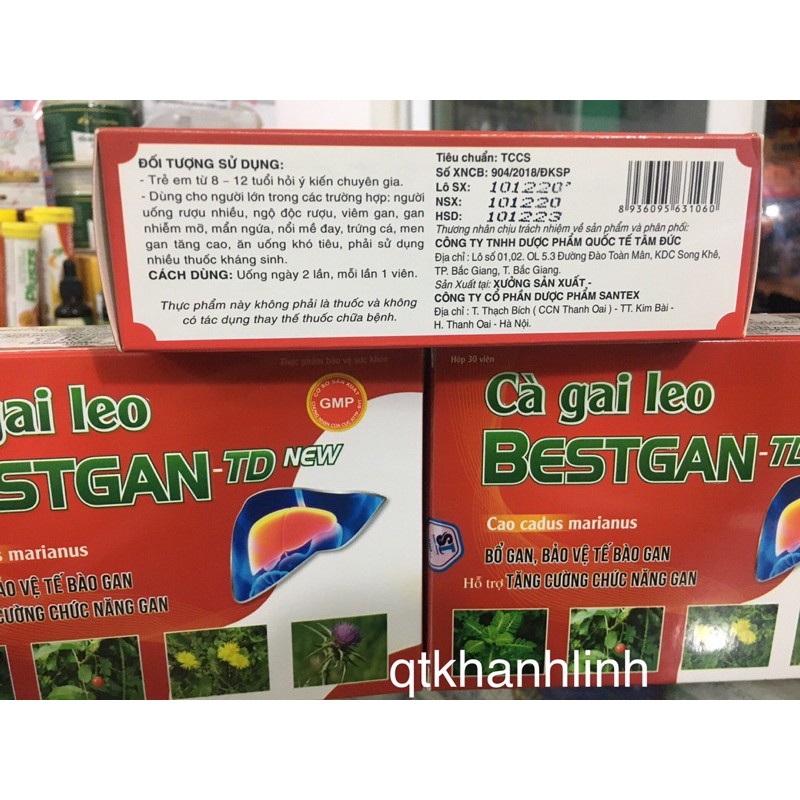 ĐỐI TƯỢNG SỬ DỤNG:
- Trẻ em từ 8 - 12 tuổi hỏi ý kiến chuyên gia.
- Dùng cho người lớn trong các trường hợp: người
uống rượu nhiều, ngộ độc rượu, viêm gan, gan
nhiễm mỡ, mẩn ngứa, nổi mề đay, trứng cá, men
gan tăng cao, ăn uống khó tiêu, phải sử dụng
nhiều thuốc kháng sinh.
CÁCH DÙNG: Uống ngày 2 lần, mỗi lần 1 viên.
Thực phẩm này không phải là thuốc và không
có tác dụng thay thế thuốc chữa bệnh.
Tiêu chuẩn: TCCS
Số XNCB: 904/2018/ĐKSP
Lô SX: 101220
NSX: 101220
HSD: 101223
8 936095 631060
Thương nhân chịu trách nhiệm về sản phẩm và phân phối:
CÔNG TY TNHH DƯỢC PHẨM QUỐC TẾ TÂM ĐỨC
Địa chỉ : Lô số 01,02. OL 5.3 Đường Đào Toàn Mân, KDC Song Khê,
TP. Bắc Giang, T. Bắc Giang.
Sản Xuất tại: XƯỞNG SẢN XUẤT -
CÔNG TY CỔ PHẦN DƯỢC PHẨM SANTEX
Địa chỉ : T. Thạch Bích ( CCN Thanh Oai ) - TT. Kim Bài -
H. Thanh Oai - Hà Nội.
Thực phẩm bảo vệ sức khỏe
gai leo
STGAN-TD NEW
CƠ SỞ SẢN XUẤT
GMP
s marianus
ẢO VỆ TẾ BÀO GAN
CƯỜNG CHỨC NĂNG GAN
Hộp 30 viên
Cà gai leo
BESTGAN-TD
Cao cadus marianus
ST
BỔ GAN, BẢO VỆ TẾ BÀO GAN
Hỗ trợ TĂNG CƯỜNG CHỨC NĂNG GAN
qtkhanhlinh